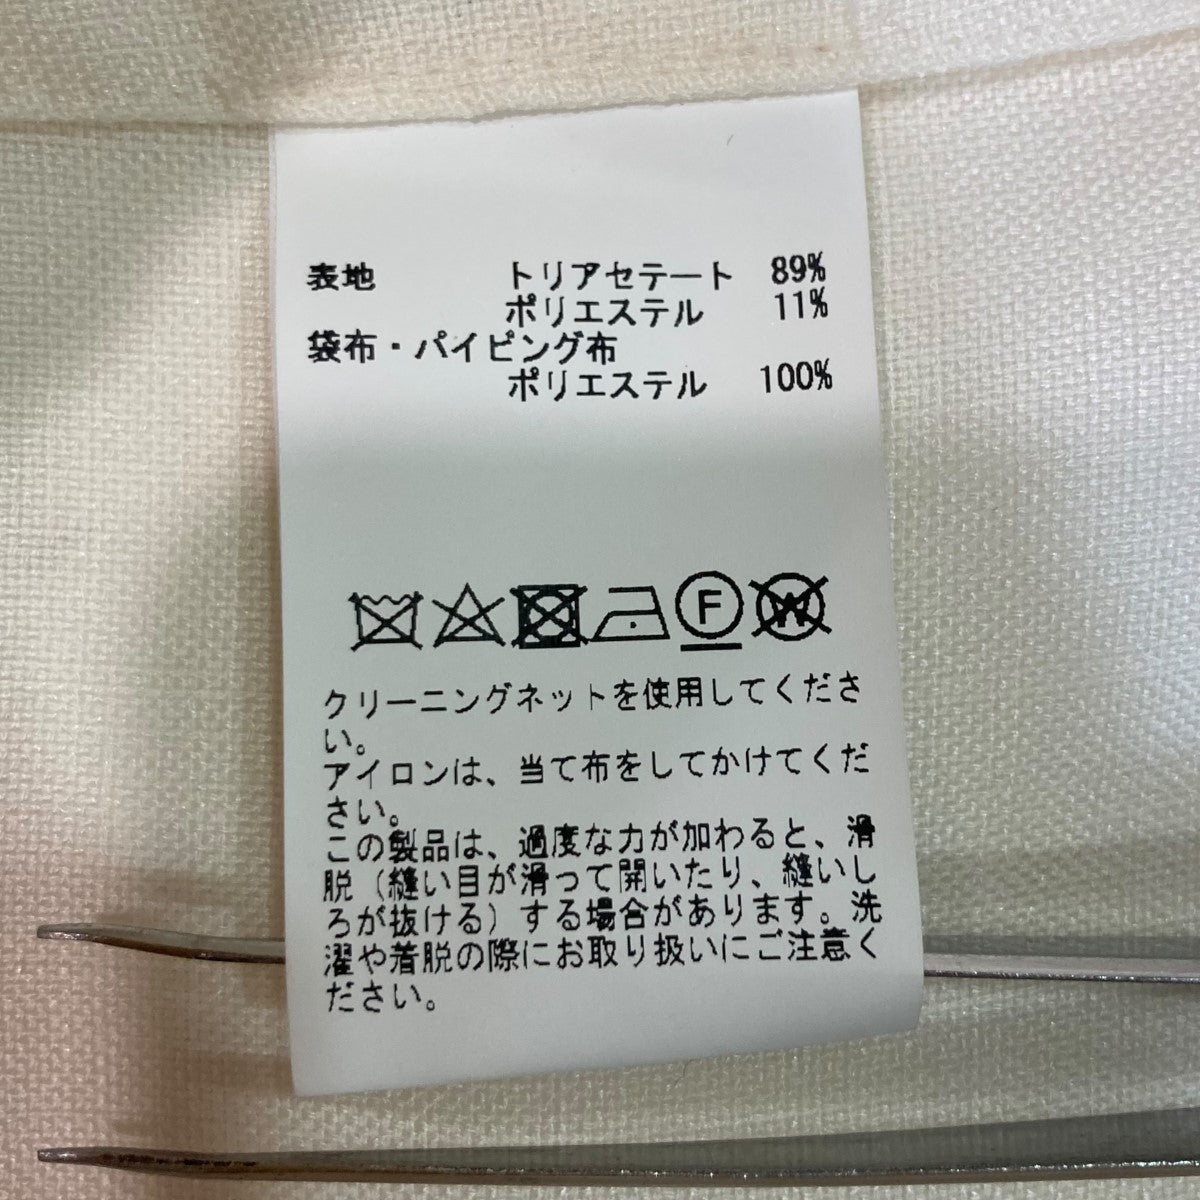 表地 トリアセテート 89%
ポリエステル 11%
袋布・パイピング布
ポリエステル 100%
F W
クリーニングネットを使用してくださ
い。
アイロンは、当て布をしてかけてくだ
さい。
この製品は、過度な力が加わると、滑
脱（縫い目が滑って開いたり、縫いし
ろが抜ける）する場合があります。洗
濯や着脱の際にお取り扱いにご注意く
ださい。